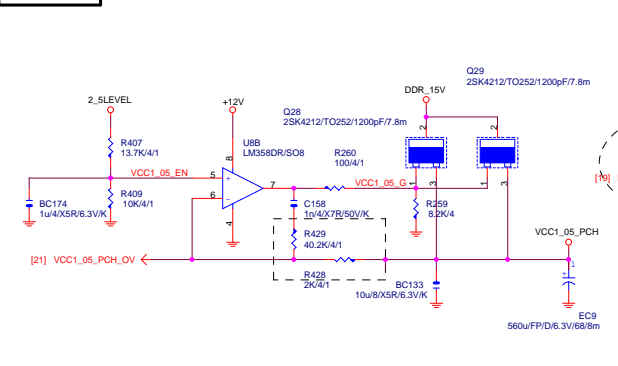 Q29
2SK4212/TO252/1200pF/7.8m
DDR_15V
2_5LEVEL
+12V
Q28
2SK4212/TO252/1200pF/7.8m
2
2
R407
13.7K/4/1
U8B
LM358DR/SO8
8
R260
100/4/1
VCC1_05_EN
5
+
7
VCC1_05_G
1
3
1
3
[19]
6
-
4
BC174
1u/4/X5R/6.3V/K
R409
10K/4/1
C158
1n/4/X7R/50V/K
R259
8.2K/4
R429
40.2K/4/1
VCC1_05_PCH
[21] VCC1_05_PCH_OV
1
+
R428
2K/4/1
BC133
10u/8/X5R/6.3V/K
EC9
560u/FP/D/6.3V/68/8m